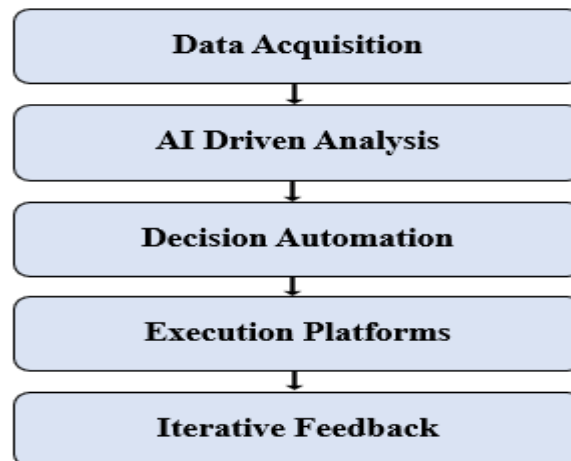 Data Acquisition
AI Driven Analysis
Decision Automation
Execution Platforms
Iterative Feedback